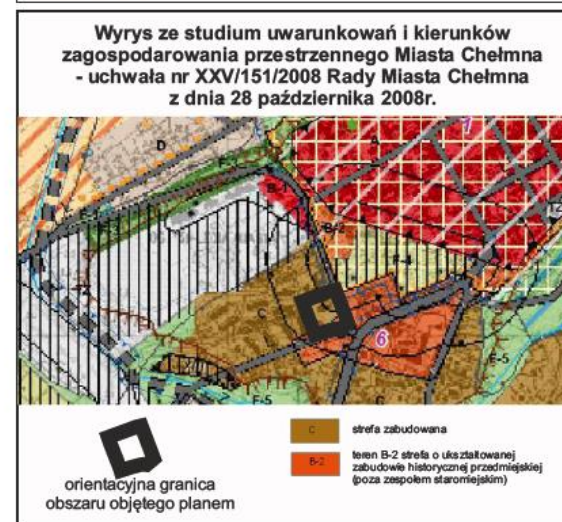 Wyrys ze studium uwarunkowań i kierunków
zagospodarowania przestrzennego Miasta Chełmna
- uchwała nr XXV/151/2008 Rady Miasta Chełmna
z dnia 28 października 2008r.
D
1
B-1
B-2
F-4
C
6
E-5
F-5
C
orientacyjna granica
obszaru objętego planem
C
strefa zabudowana
B-2
teren B-2 strefa o ukształtowanej
zabudowie historycznej przedmiejskiej
(poza zespołem staromiejskim)